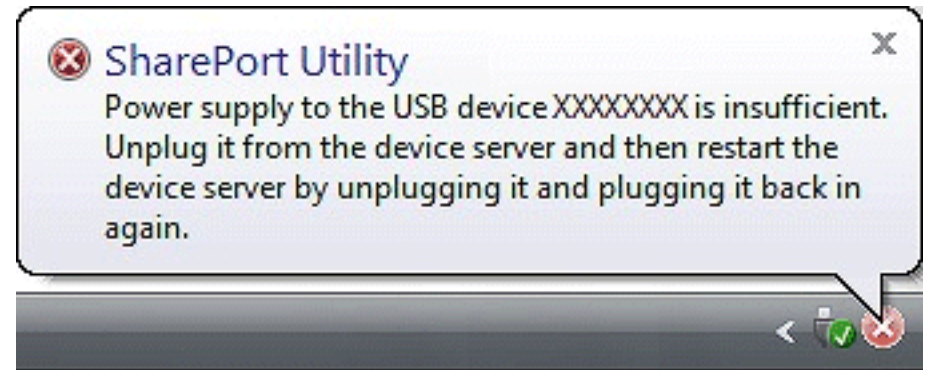 SharePort Utility
Power supply to the USB device XXXXXXXX is insufficient.
Unplug it from the device server and then restart the
device server by unplugging it and plugging it back in
again.